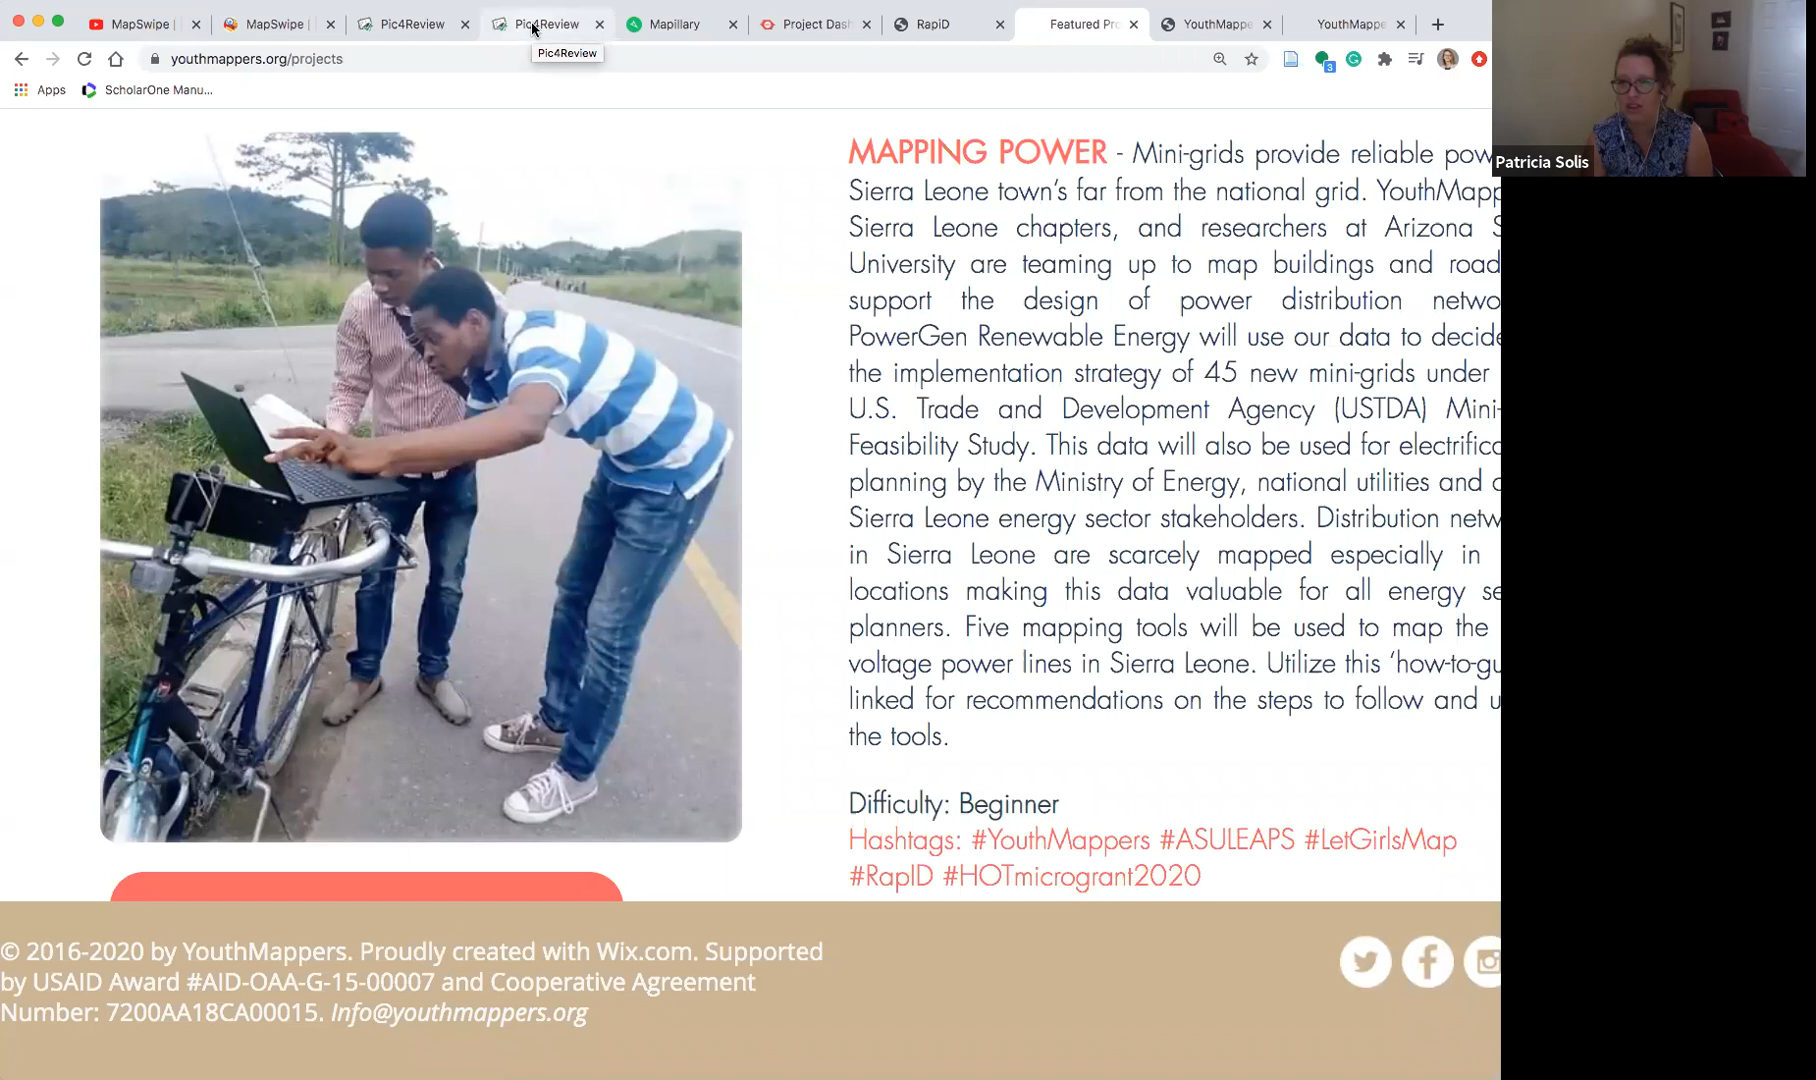 MapSwipe |
MapSwipe |
Pic4Review
Pic4Review
Mapillary
Project Dash
RapiD
Featured Pro
YouthMappe
YouthMappe
youthmappers.org/projects
Pic4Review
3
Apps
ScholarOne Manu...
Patricia Solis
MAPPING POWER - Mini-grids provide reliable pow
Sierra Leone town's far from the national grid. YouthMapp
Sierra Leone chapters, and researchers at Arizona S
University are teaming up to map buildings and road
support the design of power distribution netwo
PowerGen Renewable Energy will use our data to decide
the implementation strategy of 45 new mini-grids under
U.S. Trade and Development Agency (USTDA) Mini-
Feasibility Study. This data will also be used for electrifica
planning by the Ministry of Energy, national utilities and o
Sierra Leone energy sector stakeholders. Distribution netw
in Sierra Leone are scarcely mapped especially in
locations making this data valuable for all energy se
planners. Five mapping tools will be used to map the
voltage power lines in Sierra Leone. Utilize this 'how-to-gu
linked for recommendations on the steps to follow and u
the tools.
Difficulty: Beginner
Hashtags: #YouthMappers #ASULEAPS #LetGirlsMap
#RapID #HOTmicrogrant2020
© 2016-2020 by YouthMappers. Proudly created with Wix.com. Supported
by USAID Award #AID-OAA-G-15-00007 and Cooperative Agreement
Number: 7200AA18CA00015. Info@youthmappers.org